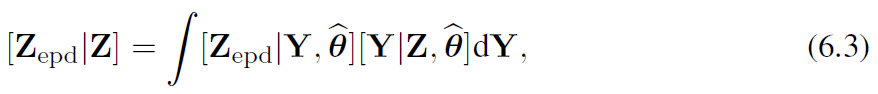 [Z_epd|Z] = ∫[Z_epd|Y, θ̂][Y|Z, θ̂]dY, (6.3)